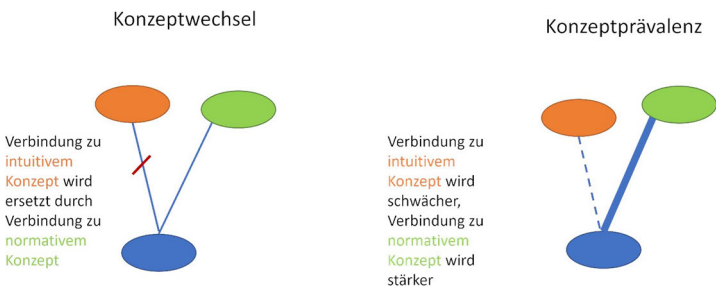 Konzeptwechsel
Verbindung zu
intuitivem
Konzept wird
ersetzt durch
Verbindung zu
normativem
Konzept
Konzeptprävalenz
Verbindung zu
intuitivem
Konzept wird
schwächer,
Verbindung zu
normativem
Konzept wird
stärker